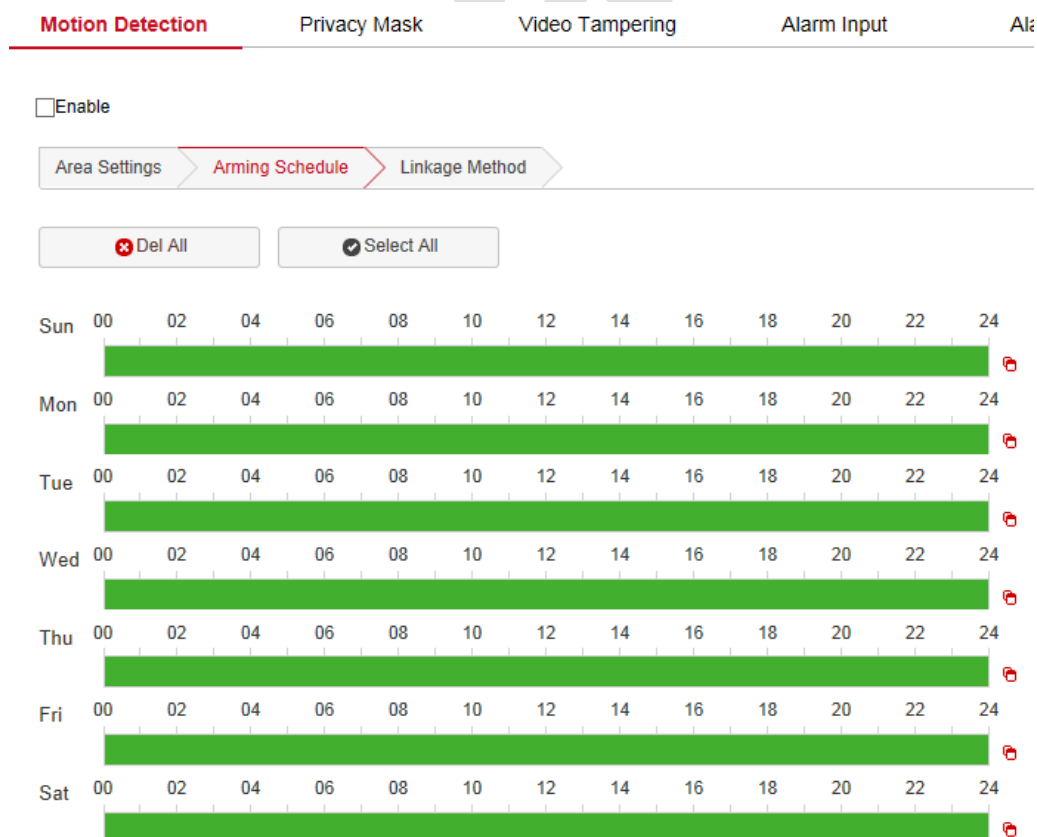 Motion Detection Privacy Mask Video Tampering Alarm Input Ala
Enable
Area Settings Arming Schedule Linkage Method
Del All Select All
Sun 00 02 04 06 08 10 12 14 16 18 20 22 24
Mon 00 02 04 06 08 10 12 14 16 18 20 22 24
Tue 00 02 04 06 08 10 12 14 16 18 20 22 24
Wed 00 02 04 06 08 10 12 14 16 18 20 22 24
Thu 00 02 04 06 08 10 12 14 16 18 20 22 24
Fri 00 02 04 06 08 10 12 14 16 18 20 22 24
Sat 00 02 04 06 08 10 12 14 16 18 20 22 24